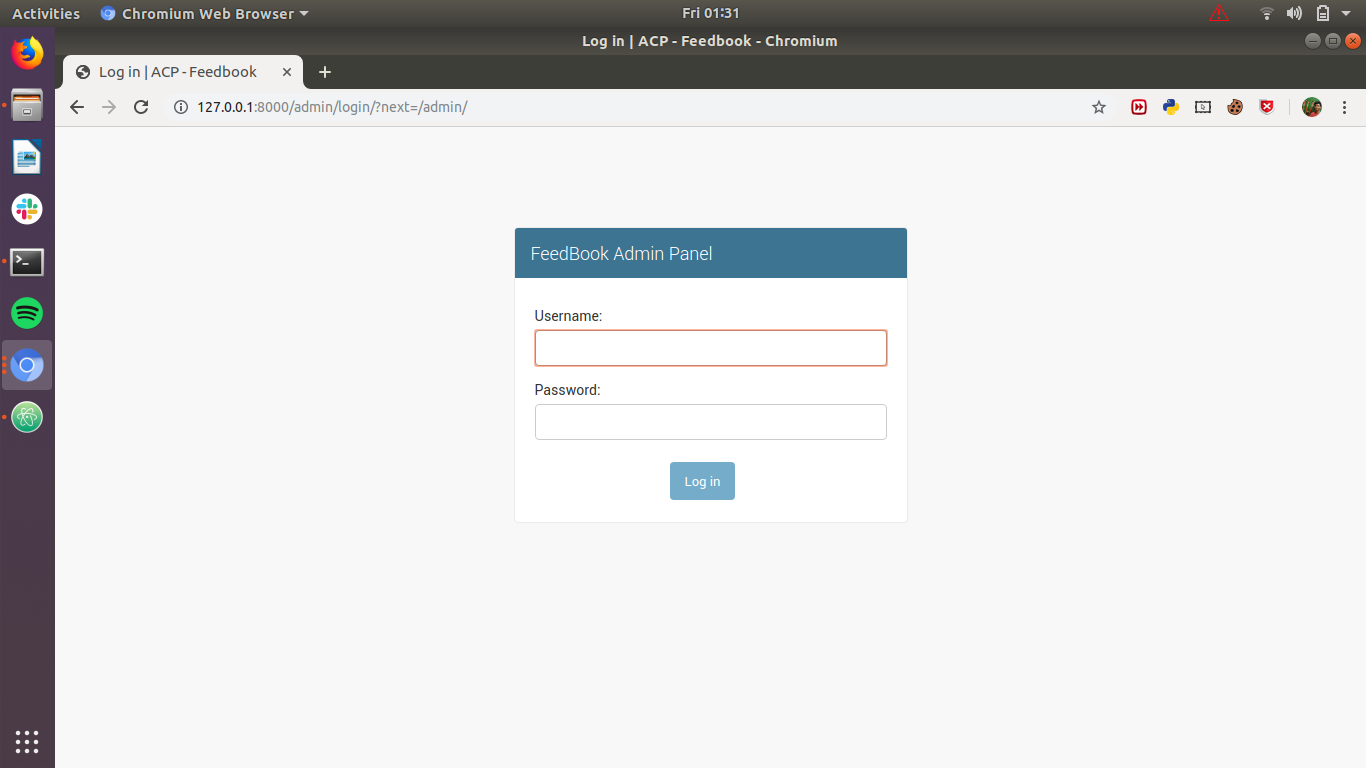 Activities
Chromium Web Browser
Fri 01:31
Log in | ACP - Feedbook - Chromium
Log in | ACP - Feedbook
127.0.0.1:8000/admin/login/?next=/admin/
FeedBook Admin Panel
Username:
Password:
Log in